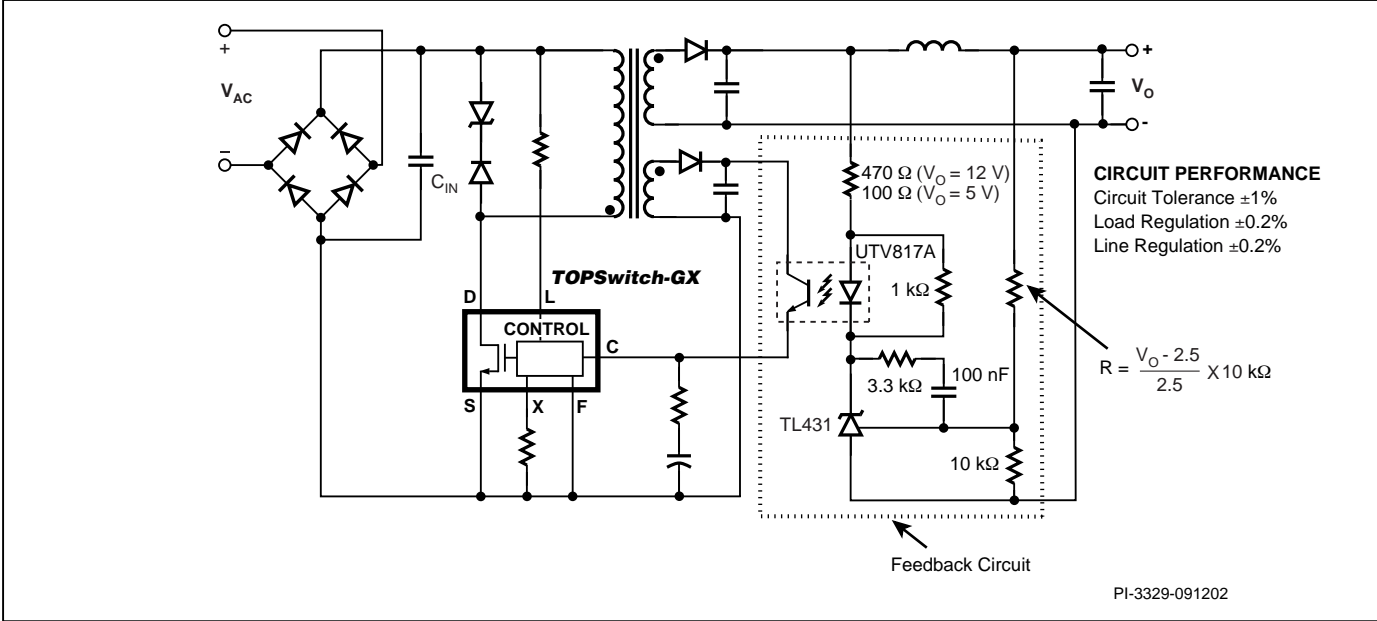 +
V_AC
−
C_IN
+
V_O
-
470 Ω (V_O = 12 V)
100 Ω (V_O = 5 V)
CIRCUIT PERFORMANCE
Circuit Tolerance ±1%
Load Regulation ±0.2%
Line Regulation ±0.2%
UTV817A
1 kΩ
TOPSwitch-GX
D
L
CONTROL
C
S
X
F
3.3 kΩ
100 nF
R = (V_O - 2.5) / 2.5 X 10 kΩ
TL431
10 kΩ
Feedback Circuit
PI-3329-091202